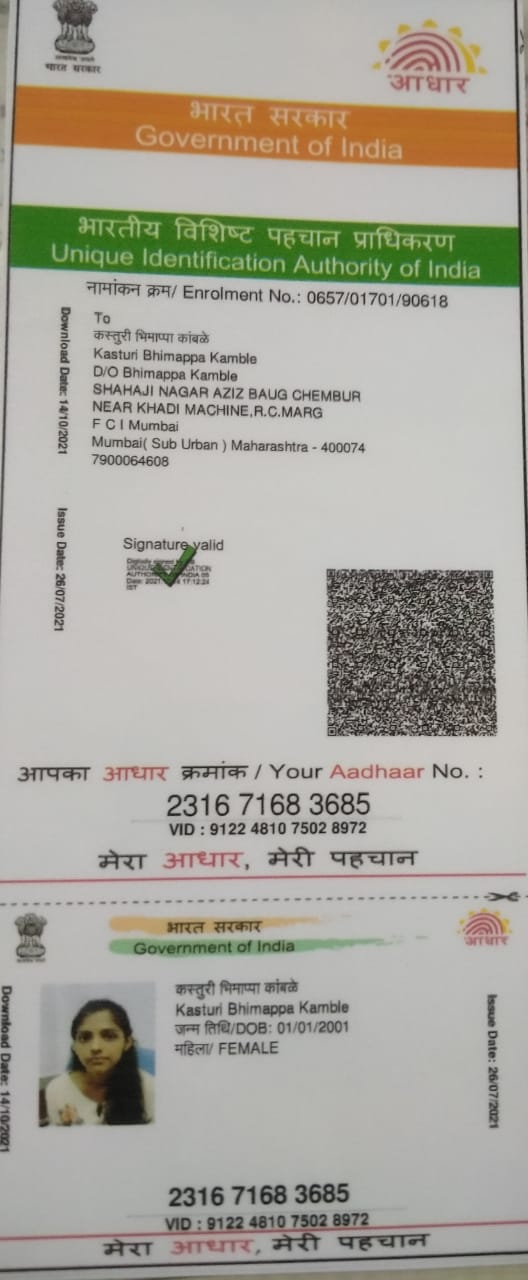 भारत सरकार
आधार
भारत सरकार
Government of India
भारतीय विशिष्ट पहचान प्राधिकरण
Unique Identification Authority of India
नामांकन क्रम/ Enrolment No.: 0657/01701/90618
Download Date: 14/10/2021
To
कस्तुरी भिमाप्पा कांबळे
Kasturi Bhimappa Kamble
D/O Bhimappa Kamble
SHAHAJI NAGAR AZIZ BAUG CHEMBUR
NEAR KHADI MACHINE,R.C.MARG
F C I Mumbai
Mumbai( Sub Urban ) Maharashtra - 400074
7900064608
Issue Date: 26/07/2021
Signature valid
आपका आधार क्रमांक / Your Aadhaar No. :
2316 7168 3685
VID : 9122 4810 7502 8972
मेरा आधार, मेरी पहचान
भारत सरकार
Government of India
आधार
Download Date: 14/10/2021
कस्तुरी भिमाप्पा कांबळे
Kasturi Bhimappa Kamble
जन्म तिथि/DOB: 01/01/2001
महिला/ FEMALE
Issue Date: 26/07/2021
2316 7168 3685
VID : 9122 4810 7502 8972
मेरा आधार, मेरी पहचान